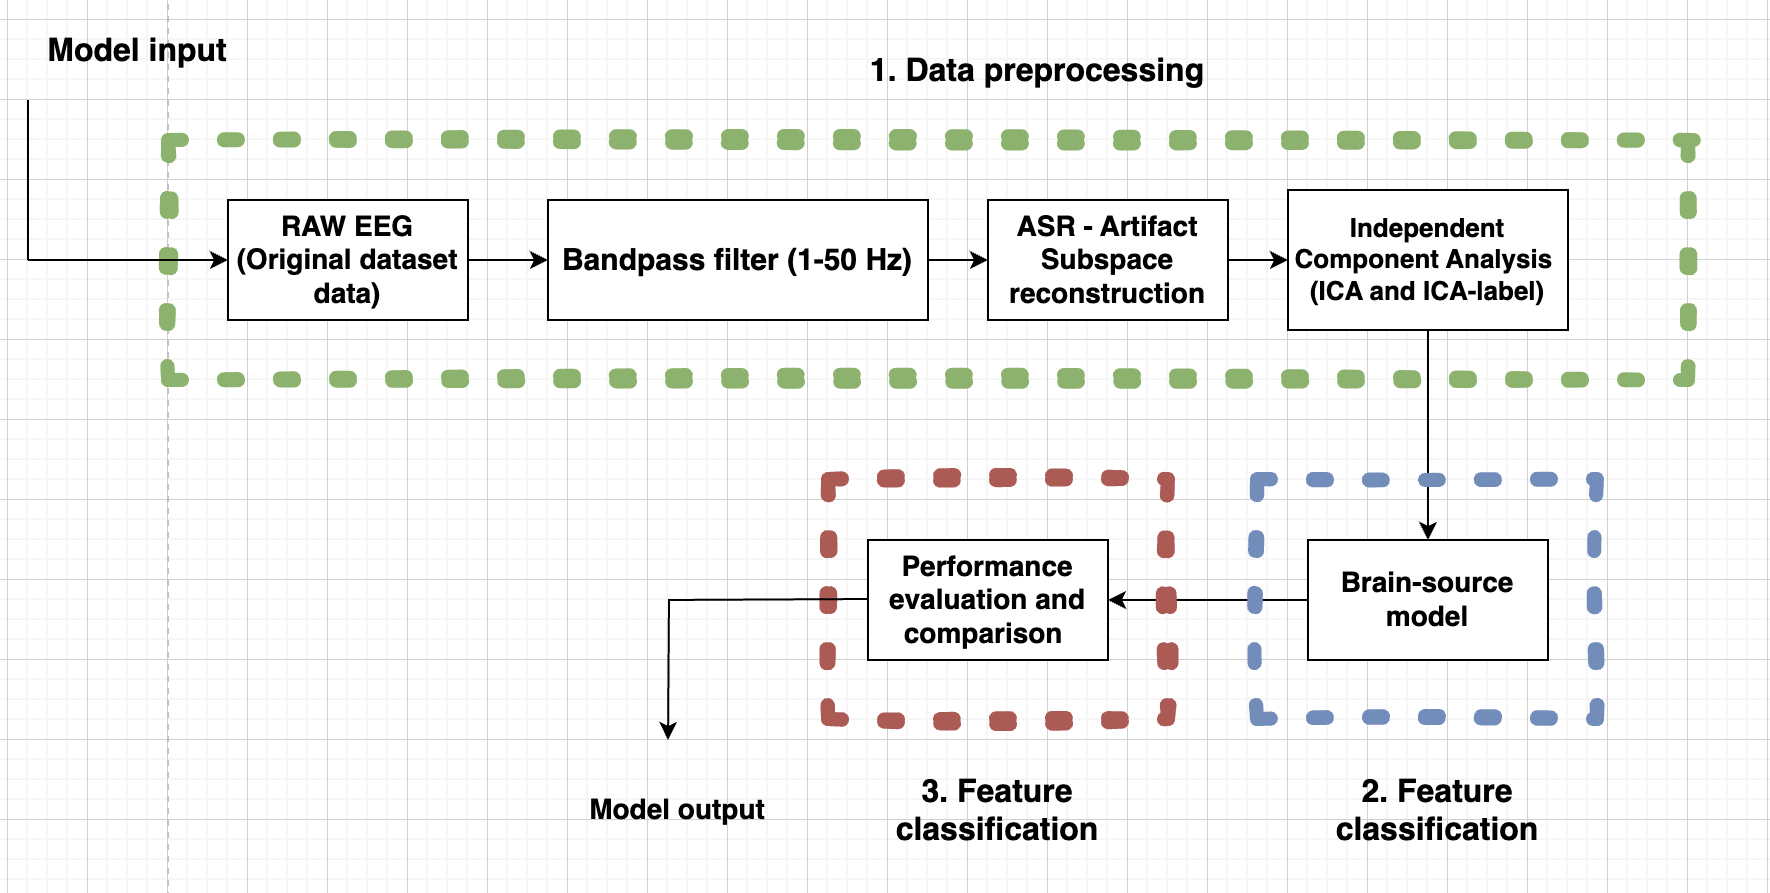 Model input
1. Data preprocessing
RAW EEG
(Original dataset
data)
Bandpass filter (1-50 Hz)
ASR - Artifact
Subspace
reconstruction
Independent
Component Analysis
(ICA and ICA-label)
Performance
evaluation and
comparison
Brain-source
model
Model output
3. Feature
classification
2. Feature
classification